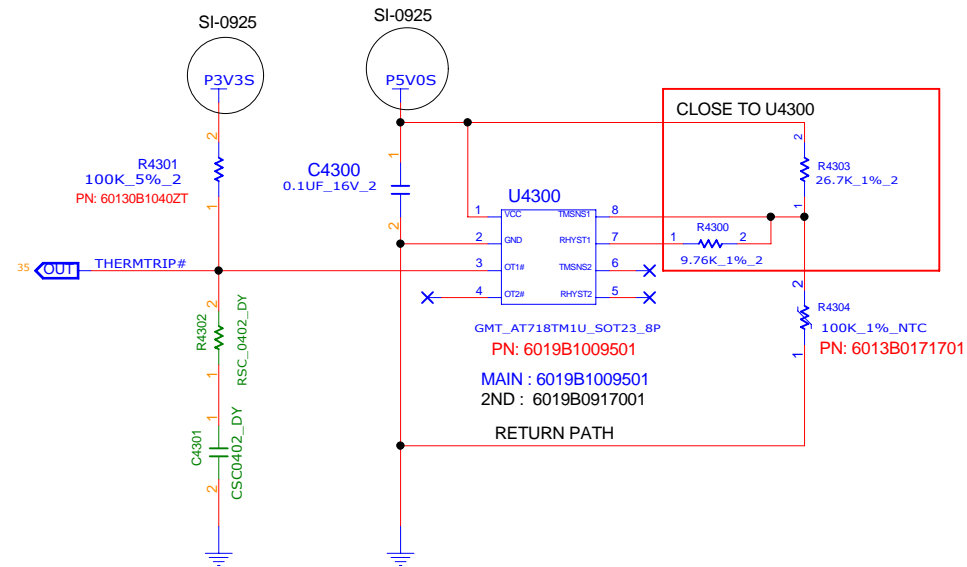 SI-0925
SI-0925
P3V3S
P5V0S
CLOSE TO U4300
2
R4301
100K_5%_2
PN: 60130B1040ZT
1
C4300
0.1UF_16V_2
1
2
2
R4303
26.7K_1%_2
1
U4300
1 VCC TMSNS1 8
2 GND RHYST1 7
3 OT1# TMSNS2 6
4 OT2# RHYST2 5
1 R4300 2
9.76K_1%_2
35 OUT THERMTRIP#
GMT_AT718TM1U_SOT23_8P
PN: 6019B1009501
MAIN : 6019B1009501
2ND : 6019B0917001
RETURN PATH
2
R4304
100K_1%_NTC
PN: 6013B0171701
1
2
R4302
RSC_0402_DY
1
1
C4301
CSC0402_DY
2